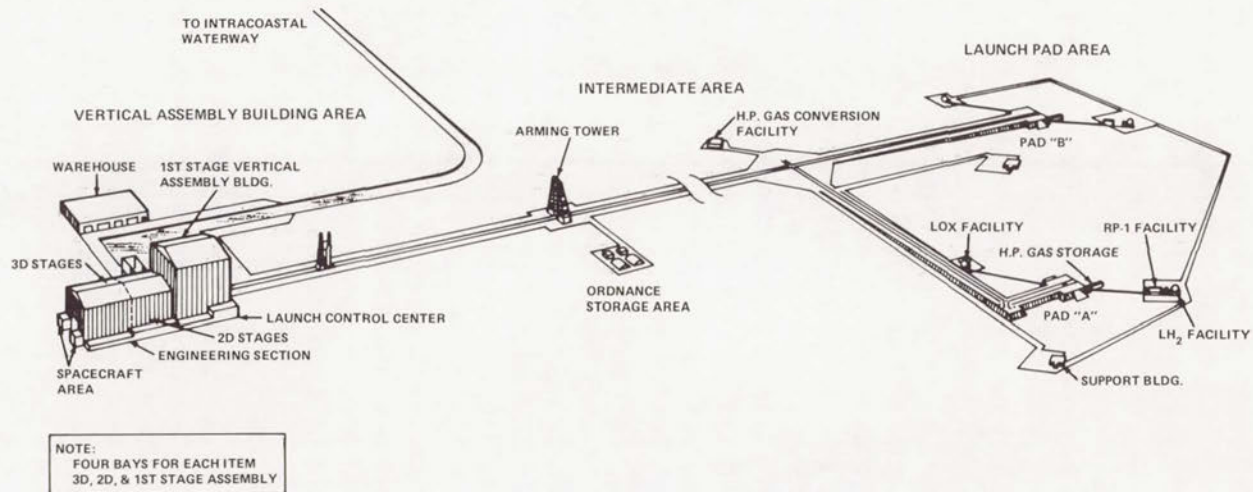 TO INTRACOASTAL
WATERWAY
LAUNCH PAD AREA
INTERMEDIATE AREA
VERTICAL ASSEMBLY BUILDING AREA
H.P. GAS CONVERSION
FACILITY
ARMING TOWER
PAD "B"
WAREHOUSE
1ST STAGE VERTICAL
ASSEMBLY BLDG.
LOX FACILITY
RP-1 FACILITY
H.P. GAS STORAGE
3D STAGES
ORDNANCE
STORAGE AREA
LAUNCH CONTROL CENTER
PAD "A"
2D STAGES
LH₂ FACILITY
ENGINEERING SECTION
SPACECRAFT
AREA
SUPPORT BLDG.
NOTE:
FOUR BAYS FOR EACH ITEM
3D, 2D, & 1ST STAGE ASSEMBLY